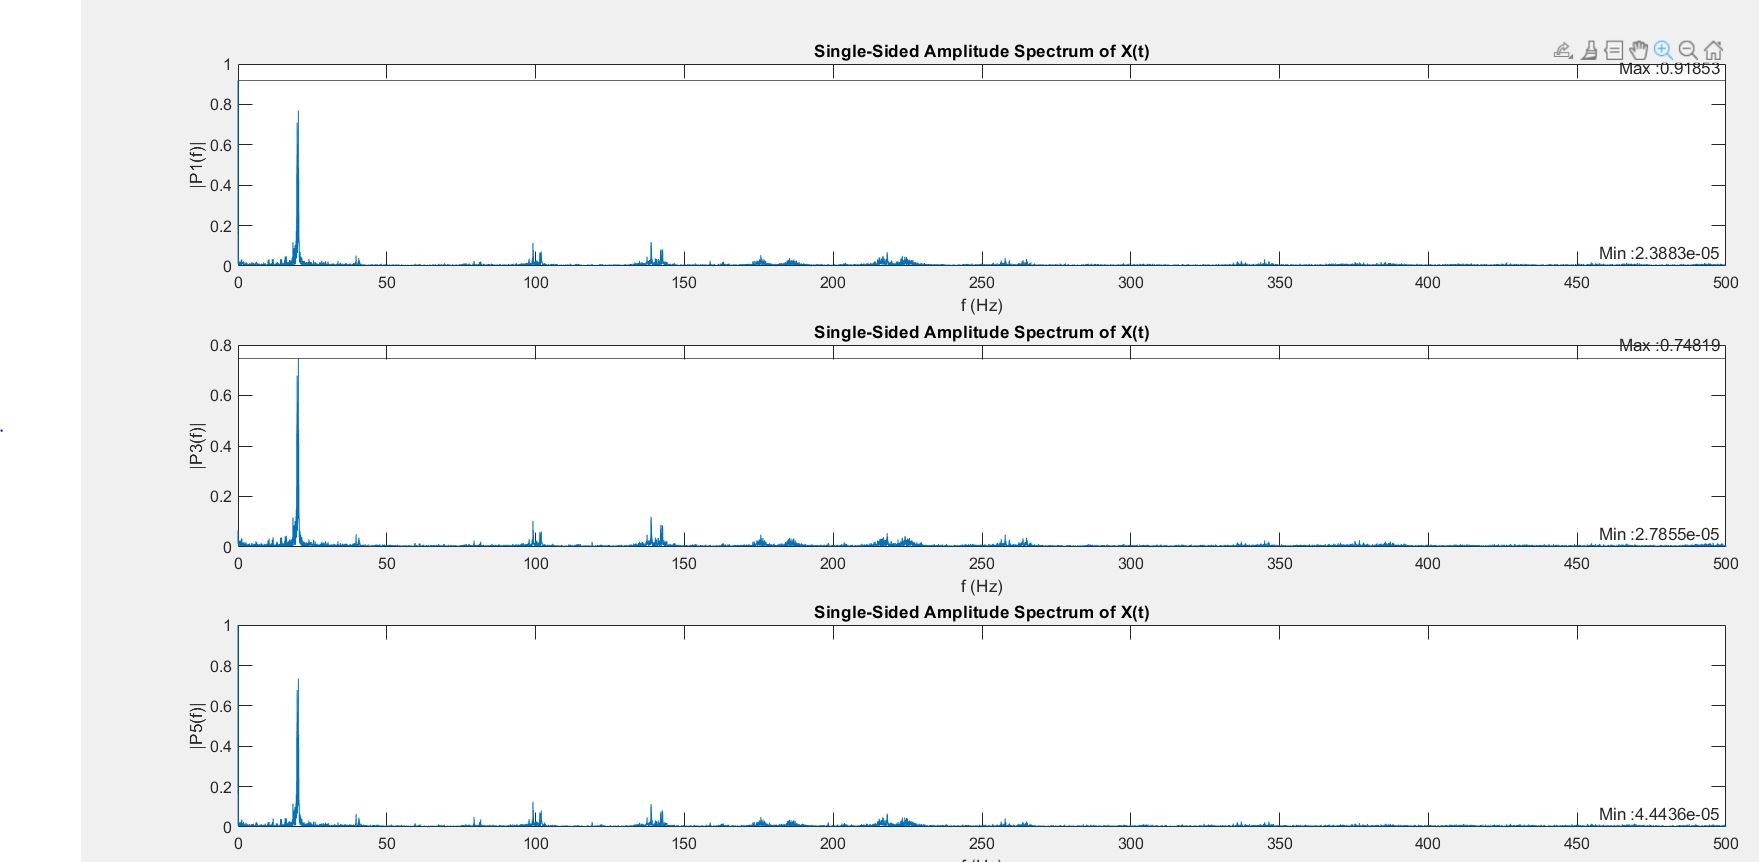 Single-Sided Amplitude Spectrum of X(t)
Max :0.91853
1
0.8
0.6
0.4
0.2
0
|P1(f)|
Min :2.3883e-05
0 50 100 150 200 250 300 350 400 450 500
f (Hz)
Single-Sided Amplitude Spectrum of X(t)
Max :0.74819
0.8
0.6
0.4
0.2
0
|P3(f)|
Min :2.7855e-05
0 50 100 150 200 250 300 350 400 450 500
f (Hz)
Single-Sided Amplitude Spectrum of X(t)
1
0.8
0.6
0.4
0.2
0
|P5(f)|
Min :4.4436e-05
0 50 100 150 200 250 300 350 400 450 500